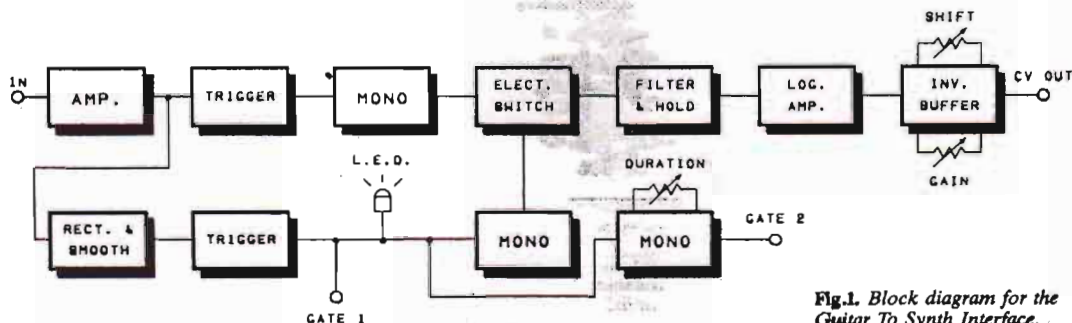 SHIFT
IN
AMP.
TRIGGER
MONO
ELECT.
SWITCH
FILTER
& HOLD
LOG.
AMP.
INV.
BUFFER
CV OUT
GAIN
L.E.D.
DURATION
RECT. &
SMOOTH
TRIGGER
MONO
MONO
GATE 2
GATE 1
Fig.1. Block diagram for the
Guitar To Synth Interface.